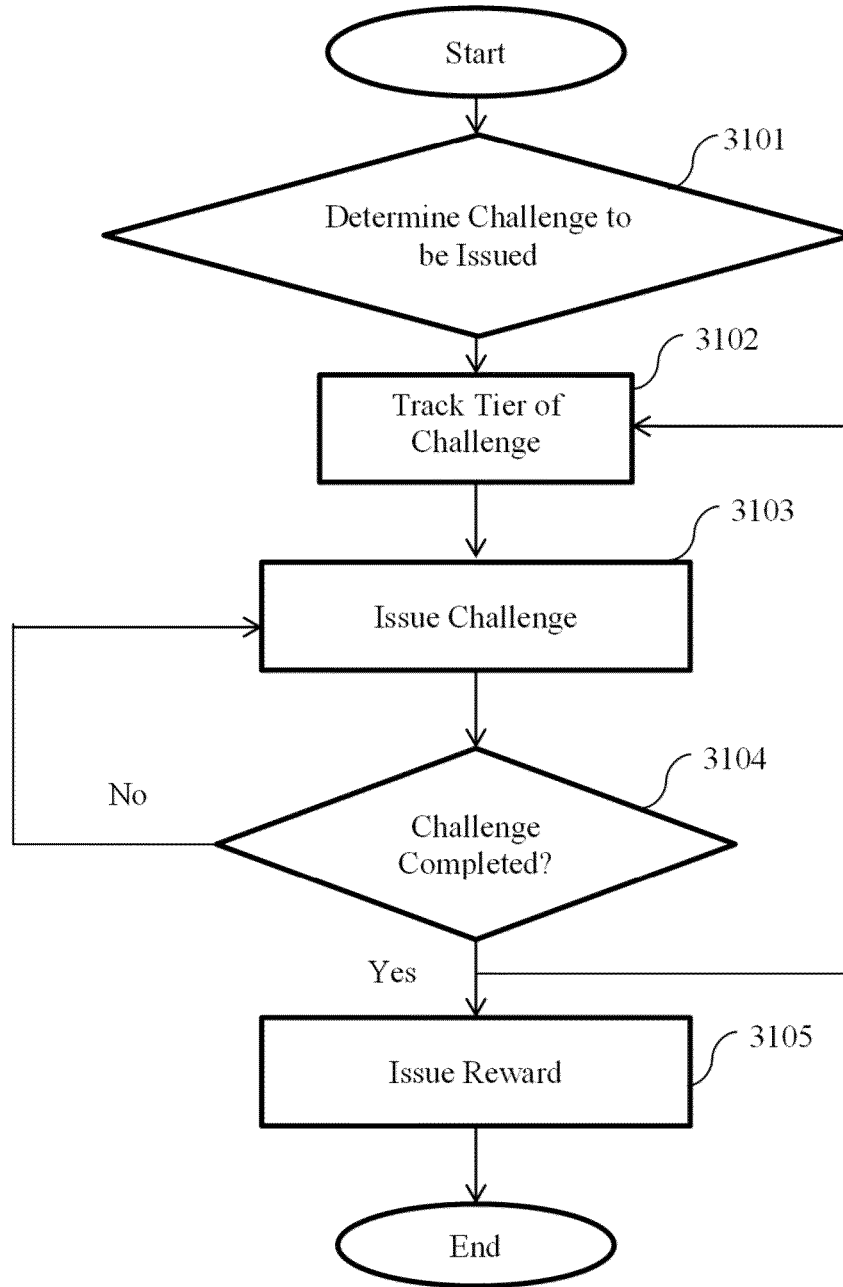 Start
3101
Determine Challenge to
be Issued
3102
Track Tier of
Challenge
3103
Issue Challenge
3104
No
Challenge
Completed?
Yes
3105
Issue Reward
End